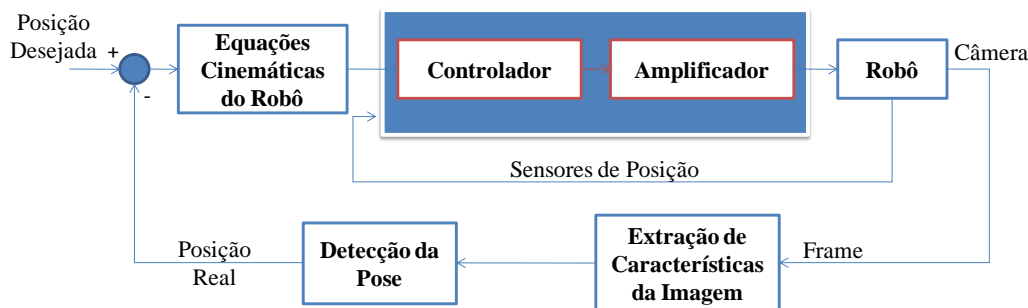 Posição
Desejada
+
-
Equações
Cinemáticas
do Robô
Controlador
Amplificador
Robô
Câmera
Sensores de Posição
Posição
Real
Detecção da
Pose
Extração de
Características
da Imagem
Frame